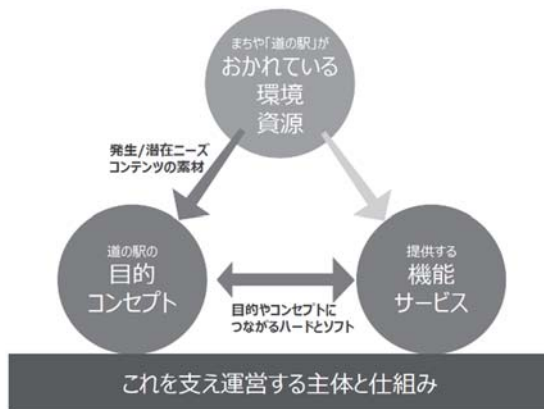 まちや「道の駅」が
おかれている
環境
資源
発生/潜在ニーズ
コンテンツの素材
道の駅の
目的
コンセプト
提供する
機能
サービス
目的やコンセプトに
つながるハードとソフト
これを支え運営する主体と仕組み